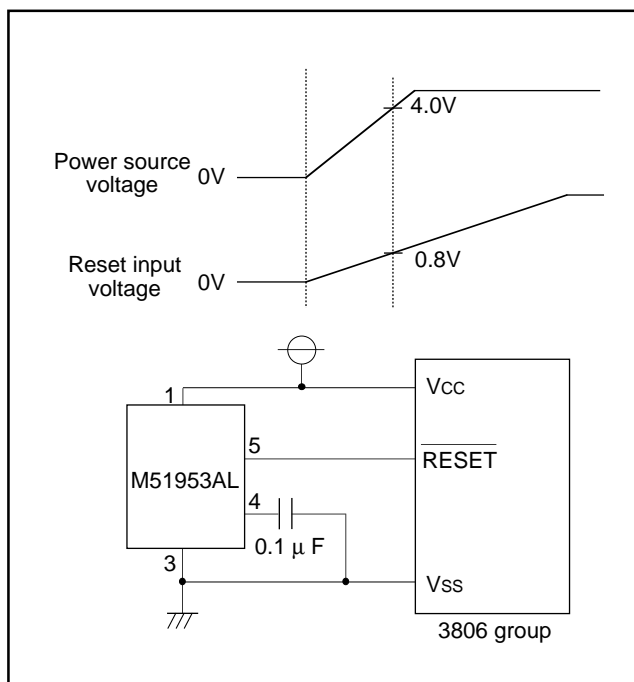 4.0V
Power source
voltage
0V
Reset input
voltage
0V
0.8V
1
VCC
5
RESET
M51953AL
4
0.1 μ F
3
VSS
3806 group